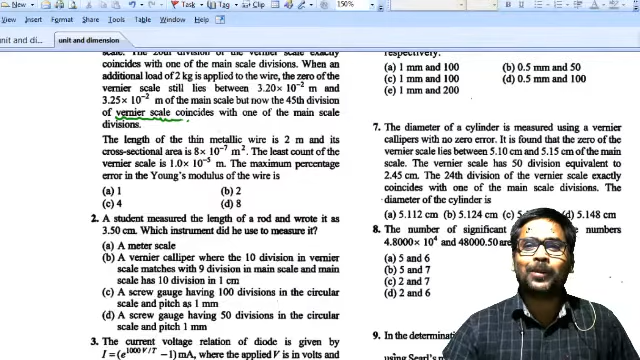 Task
Tag
Clip
150%
View
Insert
Format
Tools
Table
Window
Help
unit and di...
unit and dimension
scale. The 20th division of the vernier scale exactly
coincides with one of the main scale divisions. When an
additional load of 2 kg is applied to the wire, the zero of the
vernier scale still lies between 3.20×10⁻² m and
3.25×10⁻² m of the main scale but now the 45th division
of vernier scale coincides with one of the main scale
divisions.
The length of the thin metallic wire is 2 m and its
cross-sectional area is 8×10⁻⁷ m². The least count of the
vernier scale is 1.0×10⁻⁵ m. The maximum percentage
error in the Young's modulus of the wire is
(a) 1 (b) 2
(c) 4 (d) 8
2. A student measured the length of a rod and wrote it as
3.50 cm. Which instrument did he use to measure it?
(a) A meter scale
(b) A vernier calliper where the 10 division in vernier
scale matches with 9 division in main scale and main
scale has 10 division in 1 cm
(c) A screw gauge having 100 divisions in the circular
scale and pitch as 1 mm
(d) A screw gauge having 50 divisions in the circular
scale and pitch 1 mm
3. The current voltage relation of diode is given by
I = (e^1000 V/T −1) mA, where the applied V is in volts and
respectively.
(a) 1 mm and 100 (b) 0.5 mm and 50
(c) 1 mm and 100 (d) 0.5 mm and 100
(e) 1 mm and 200
7. The diameter of a cylinder is measured using a vernier
callipers with no zero error. It is found that the zero of the
vernier scale lies between 5.10 cm and 5.15 cm of the main
scale. The vernier scale has 50 division equivalent to
2.45 cm. The 24th division of the vernier scale exactly
coincides with one of the main scale divisions. The
diameter of the cylinder is
(a) 5.112 cm (b) 5.124 cm (c) 5. (d) 5.148 cm
8. The number of significant numbers
4.8000×10⁴ and 48000.50 are
(a) 5 and 6
(b) 5 and 7
(c) 2 and 7
(d) 2 and 6
9. In the determinat
using Searl's